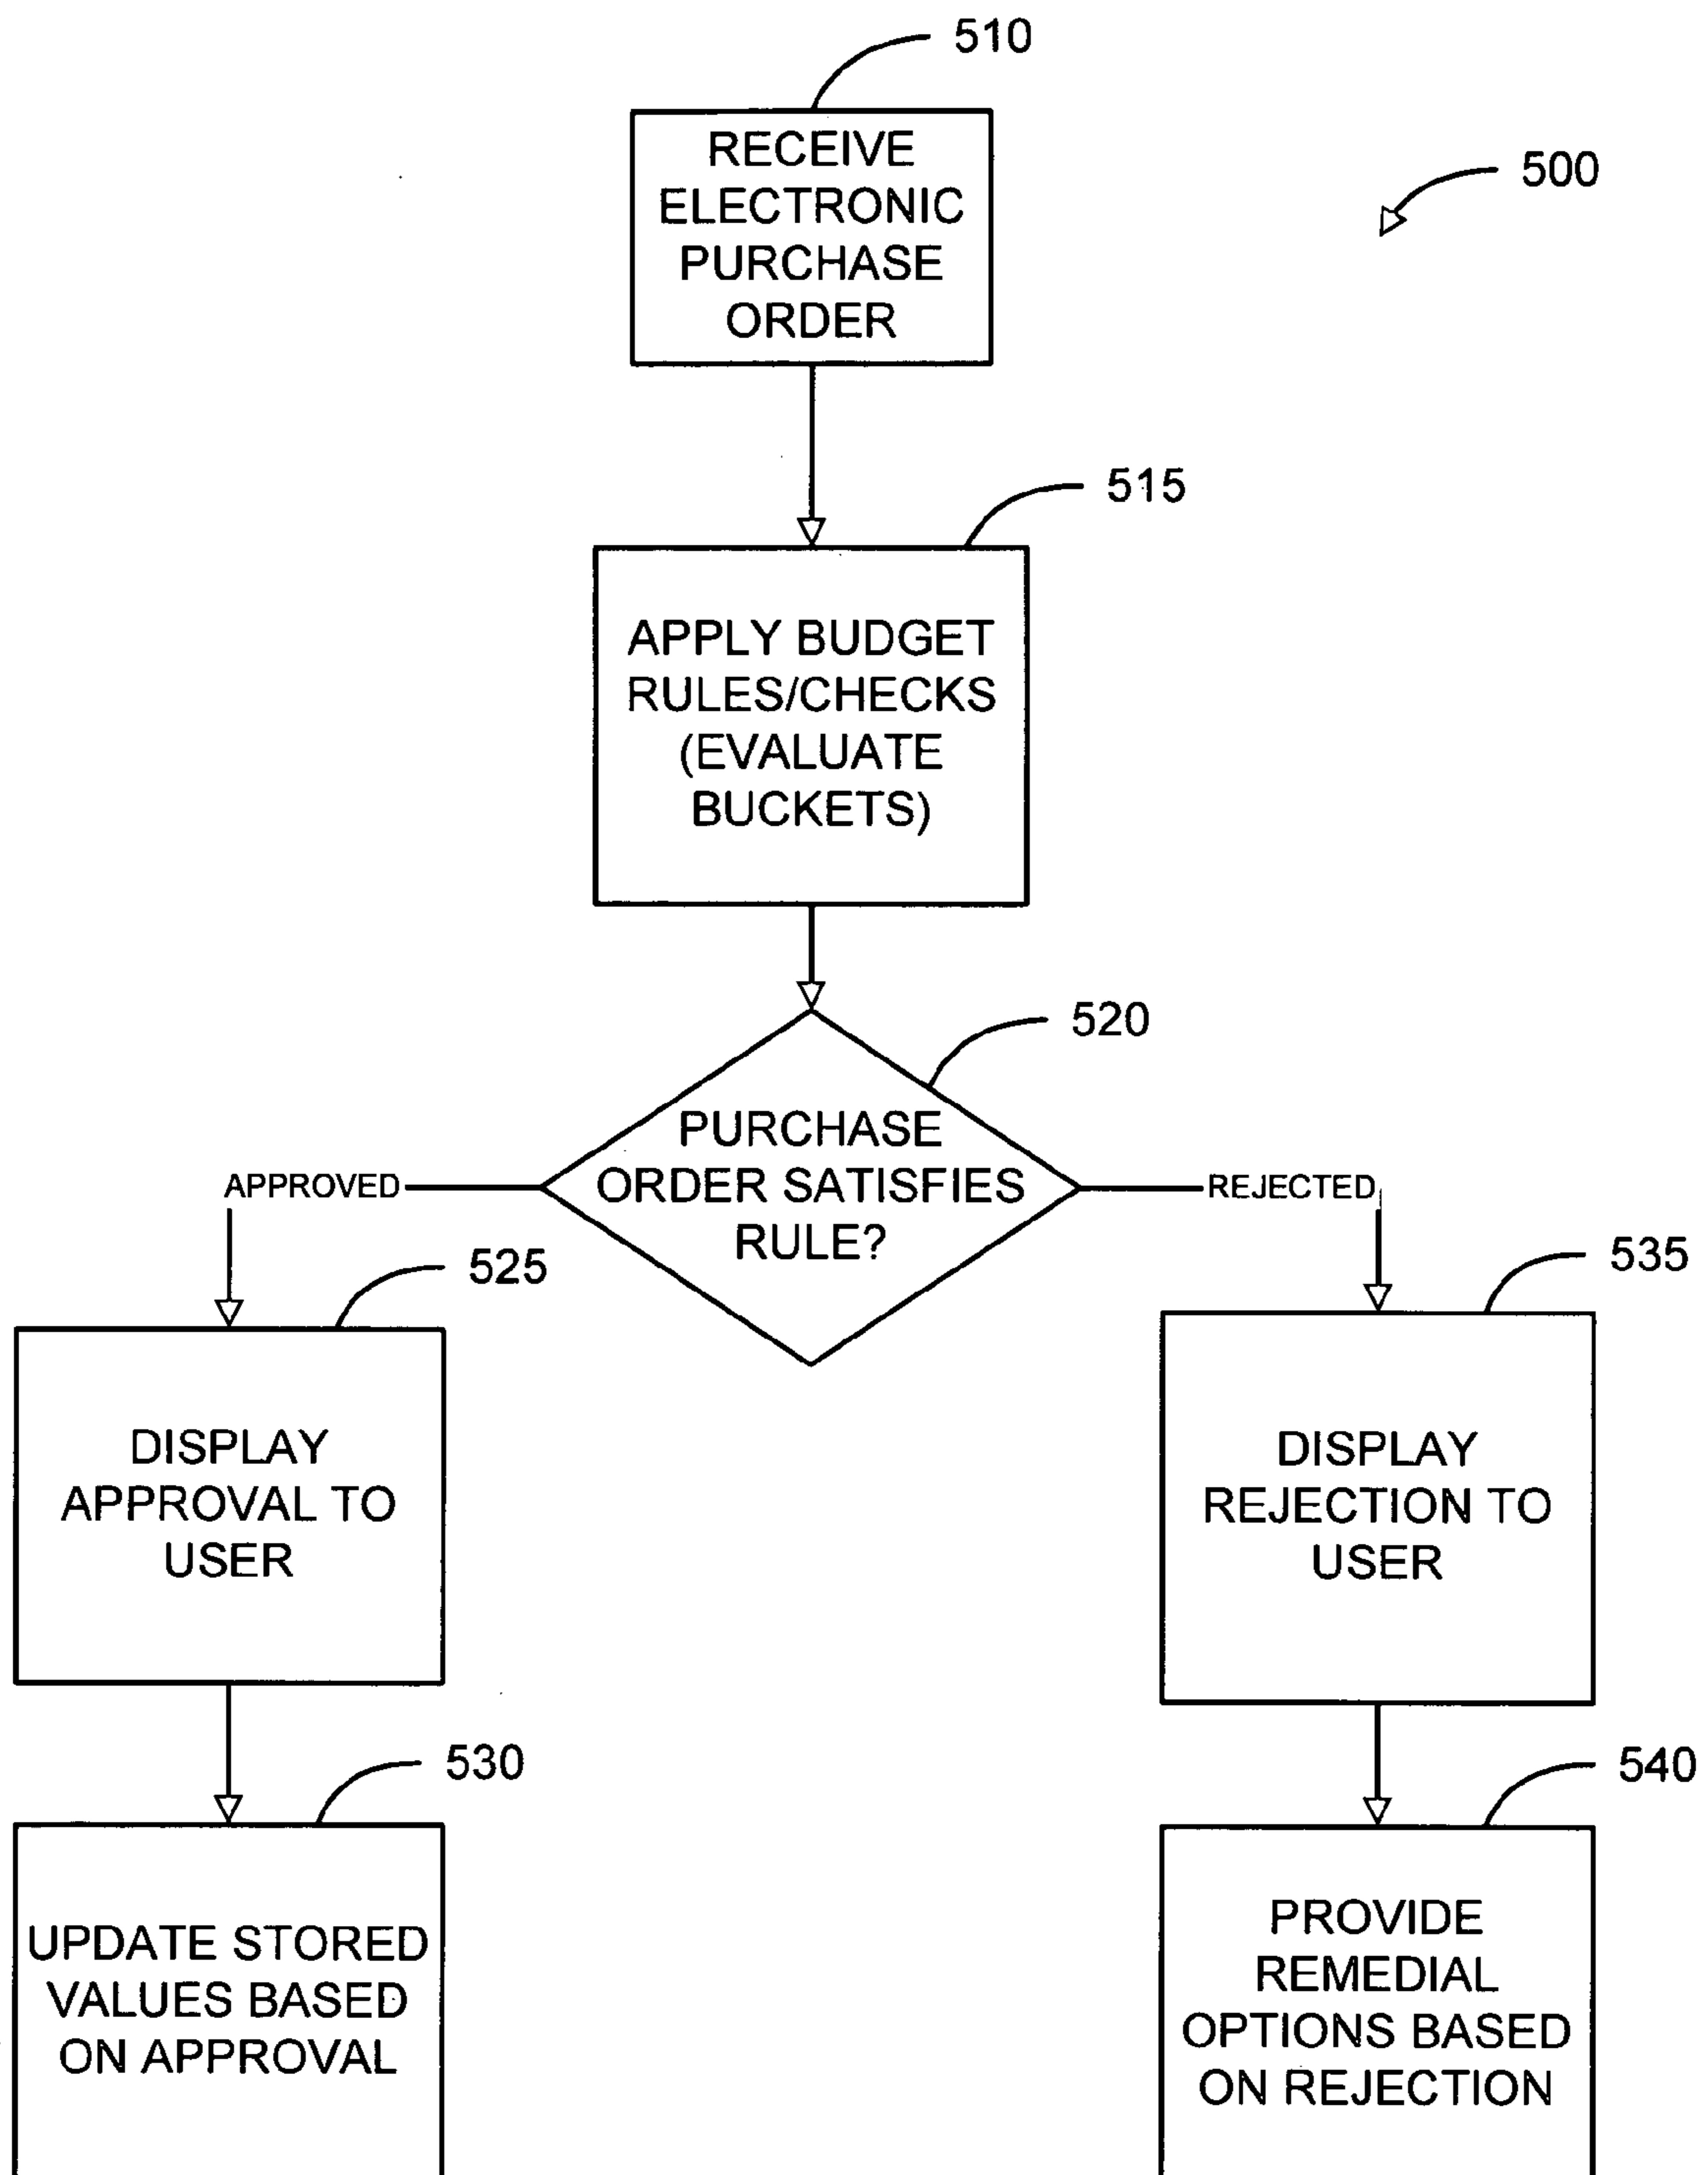 510
RECEIVE
ELECTRONIC
PURCHASE
ORDER
500
515
APPLY BUDGET
RULES/CHECKS
(EVALUATE
BUCKETS)
520
PURCHASE
ORDER SATISFIES
RULE?
APPROVED
REJECTED
525
DISPLAY
APPROVAL TO
USER
535
DISPLAY
REJECTION TO
USER
530
UPDATE STORED
VALUES BASED
ON APPROVAL
540
PROVIDE
REMEDIAL
OPTIONS BASED
ON REJECTION